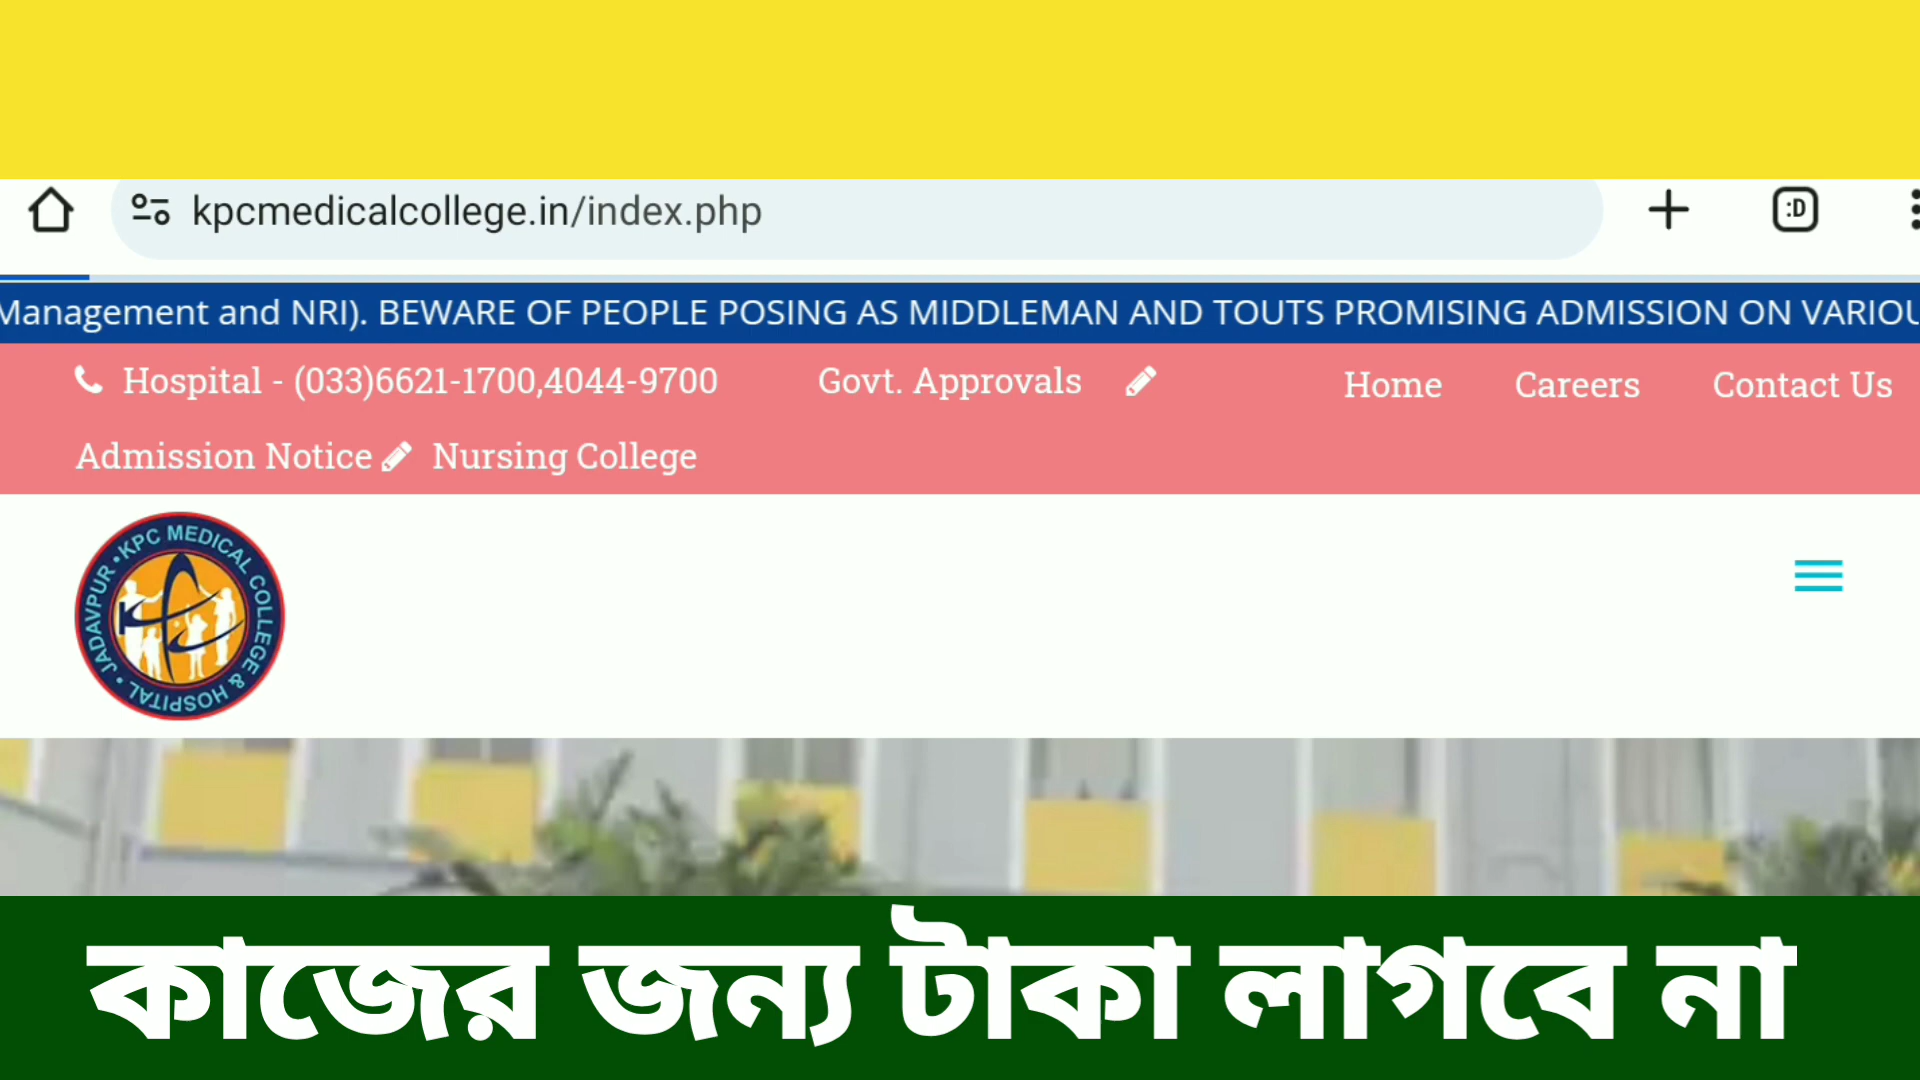 kpcmedicalcollege.in/index.php
:D
Management and NRI). BEWARE OF PEOPLE POSING AS MIDDLEMAN AND TOUTS PROMISING ADMISSION ON VARIOU
Hospital - (033)6621-1700,4044-9700 Govt. Approvals Home Careers Contact Us
Admission Notice Nursing College
KPC MEDICAL COLLEGE & HOSPITAL • JADAVPUR •
কাজের জন্য টাকা লাগবে না